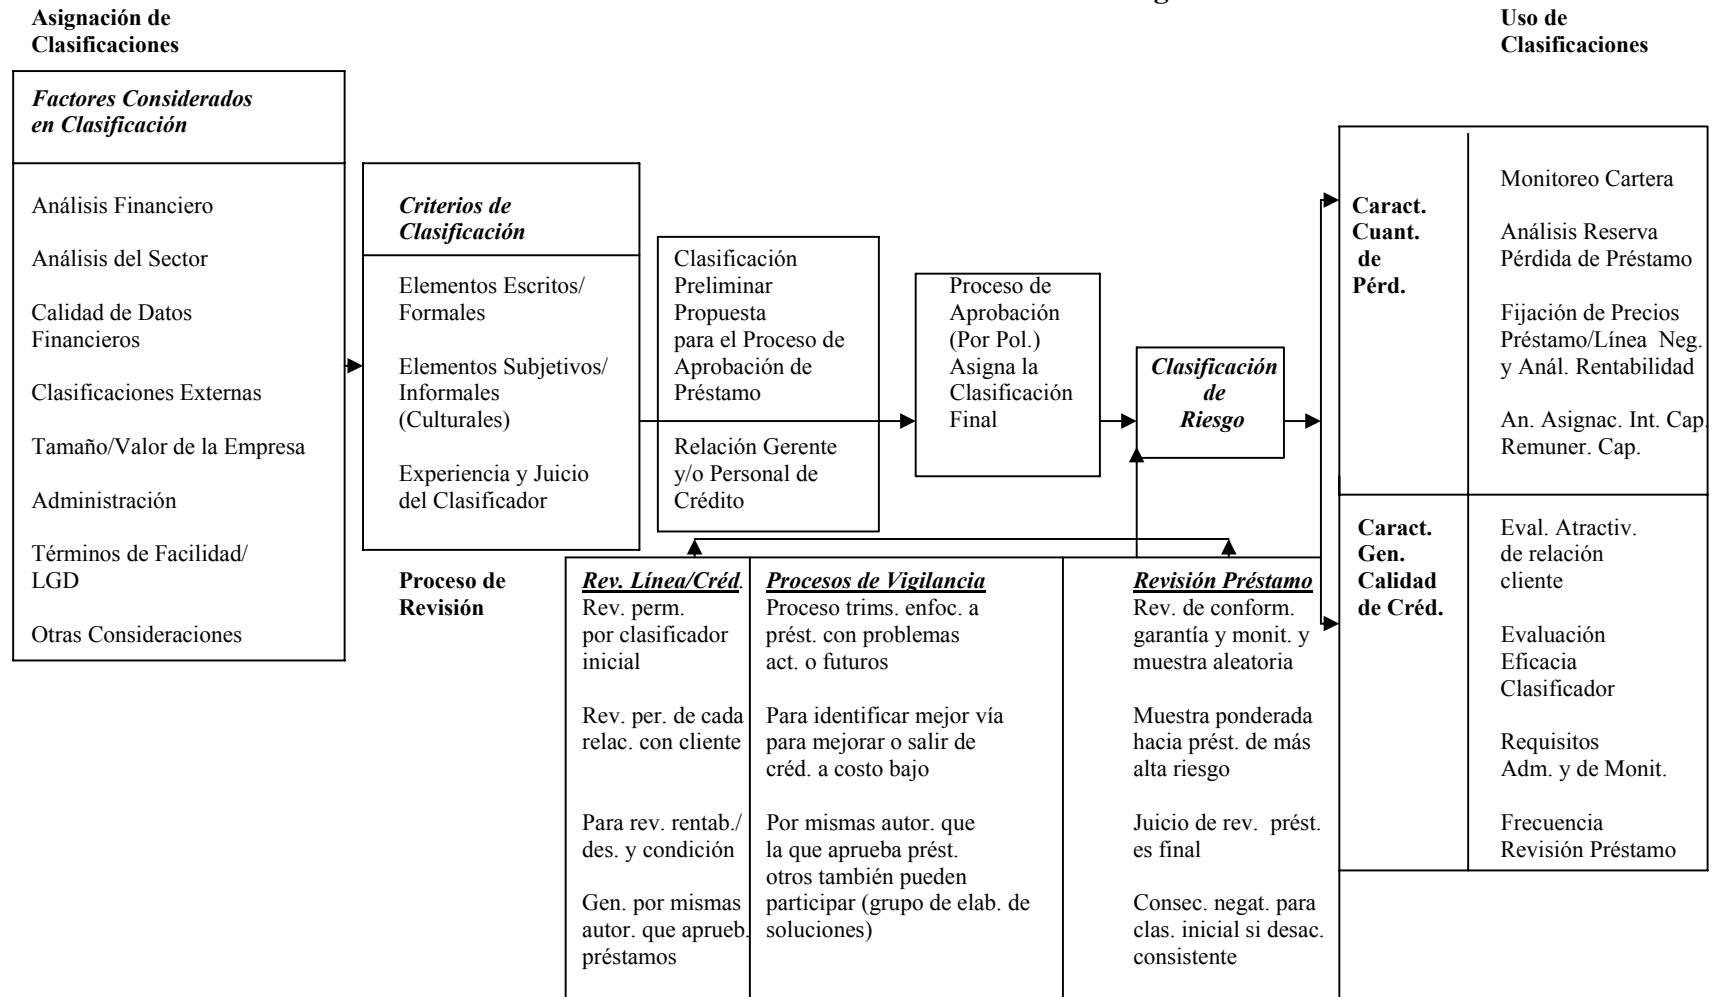 Asignación de
Clasificaciones
Uso de
Clasificaciones
Factores Considerados
en Clasificación
Análisis Financiero
Análisis del Sector
Calidad de Datos
Financieros
Clasificaciones Externas
Tamaño/Valor de la Empresa
Administración
Términos de Facilidad/
LGD
Otras Consideraciones
Criterios de
Clasificación
Elementos Escritos/
Formales
Elementos Subjetivos/
Informales
(Culturales)
Experiencia y Juicio
del Clasificador
Clasificación
Preliminar
Propuesta
para el Proceso de
Aprobación de
Préstamo
Relación Gerente
y/o Personal de
Crédito
Proceso de
Aprobación
(Por Pol.)
Asigna la
Clasificación
Final
Clasificación
de
Riesgo
Caract.
Cuant.
de
Pérd.
Monitoreo Cartera
Análisis Reserva
Pérdida de Préstamo
Fijación de Precios
Préstamo/Línea Neg.
y Anál. Rentabilidad
An. Asignac. Int. Cap.
Remuner. Cap.
Caract.
Gen.
Calidad
de Créd.
Eval. Atractiv.
de relación
cliente
Evaluación
Eficacia
Clasificador
Requisitos
Adm. y de Monit.
Frecuencia
Revisión Préstamo
Proceso de
Revisión
Rev. Línea/Créd.
Rev. perm.
por clasificador
inicial
Rev. per. de cada
relac. con cliente
Para rev. rentab./
des. y condición
Gen. por mismas
autor. que aprueb.
préstamos
Procesos de Vigilancia
Proceso trims. enfoc. a
prést. con problemas
act. o futuros
Para identificar mejor vía
para mejorar o salir de
créd. a costo bajo
Por mismas autor. que
la que aprueba prést.
otros también pueden
participar (grupo de elab. de
soluciones)
Revisión Préstamo
Rev. de conform.
garantía y monit. y
muestra aleatoria
Muestra ponderada
hacia prést. de más
alta riesgo
Juicio de rev. prést.
es final
Consec. negat. para
clas. inicial si desac.
consistente